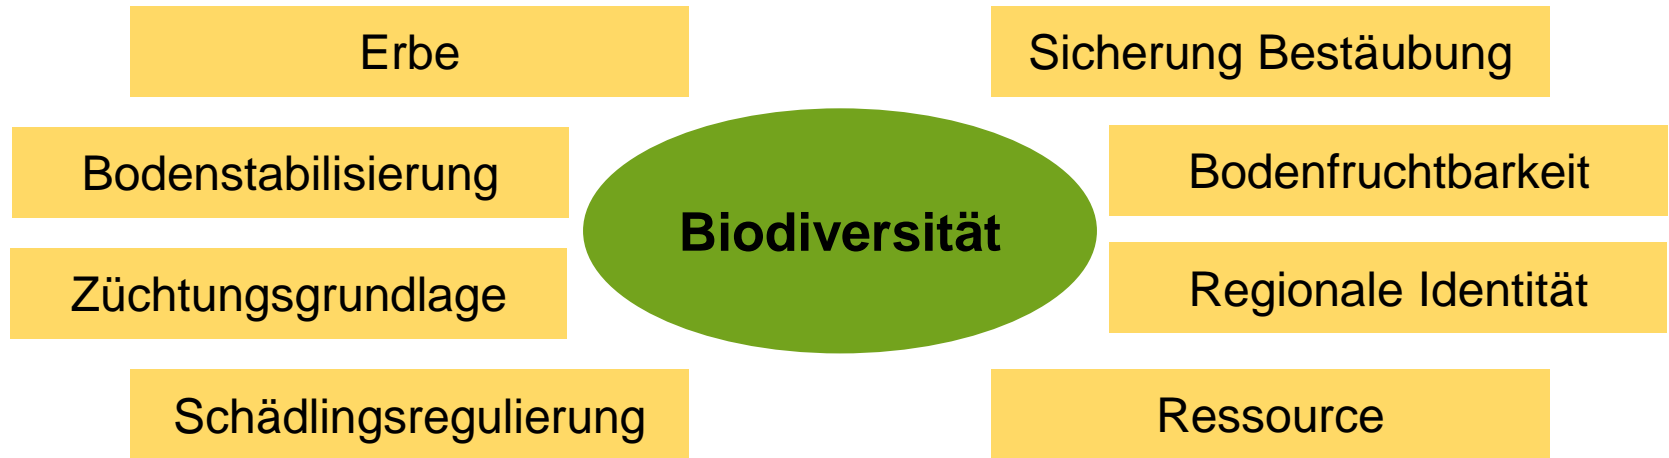 Erbe
Sicherung Bestäubung
Bodenstabilisierung
Bodenfruchtbarkeit
Biodiversität
Züchtungsgrundlage
Regionale Identität
Schädlingsregulierung
Ressource